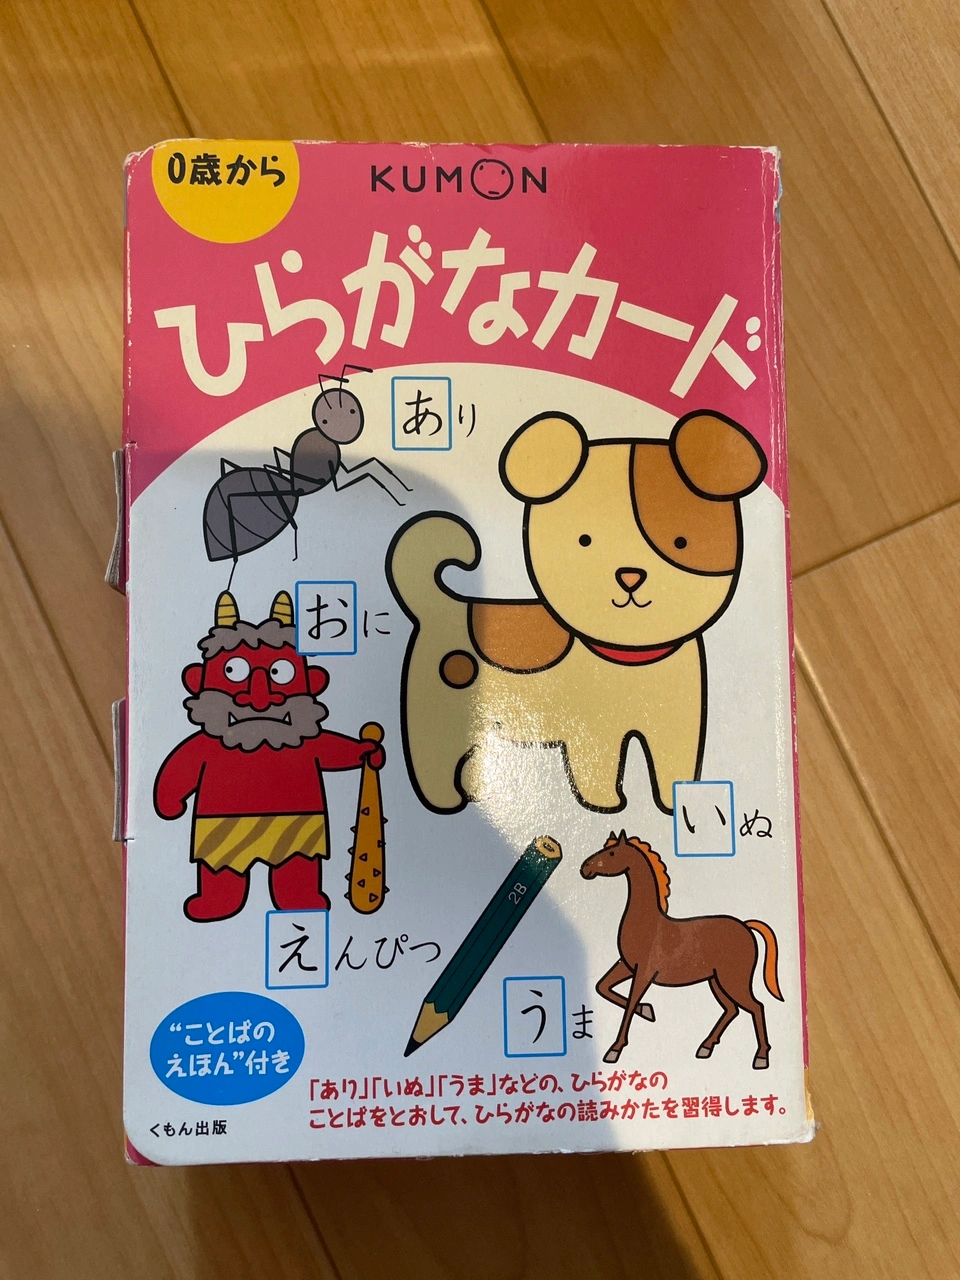 0歳から
KUMON
ひらがなカード
あり
おに
いぬ
えんぴつ
2B
うま
“ことばの
えほん”付き
「あり」「いぬ」「うま」などの、ひらがなの
ことばをとおして、ひらがなの読みかたを習得します。
くもん出版